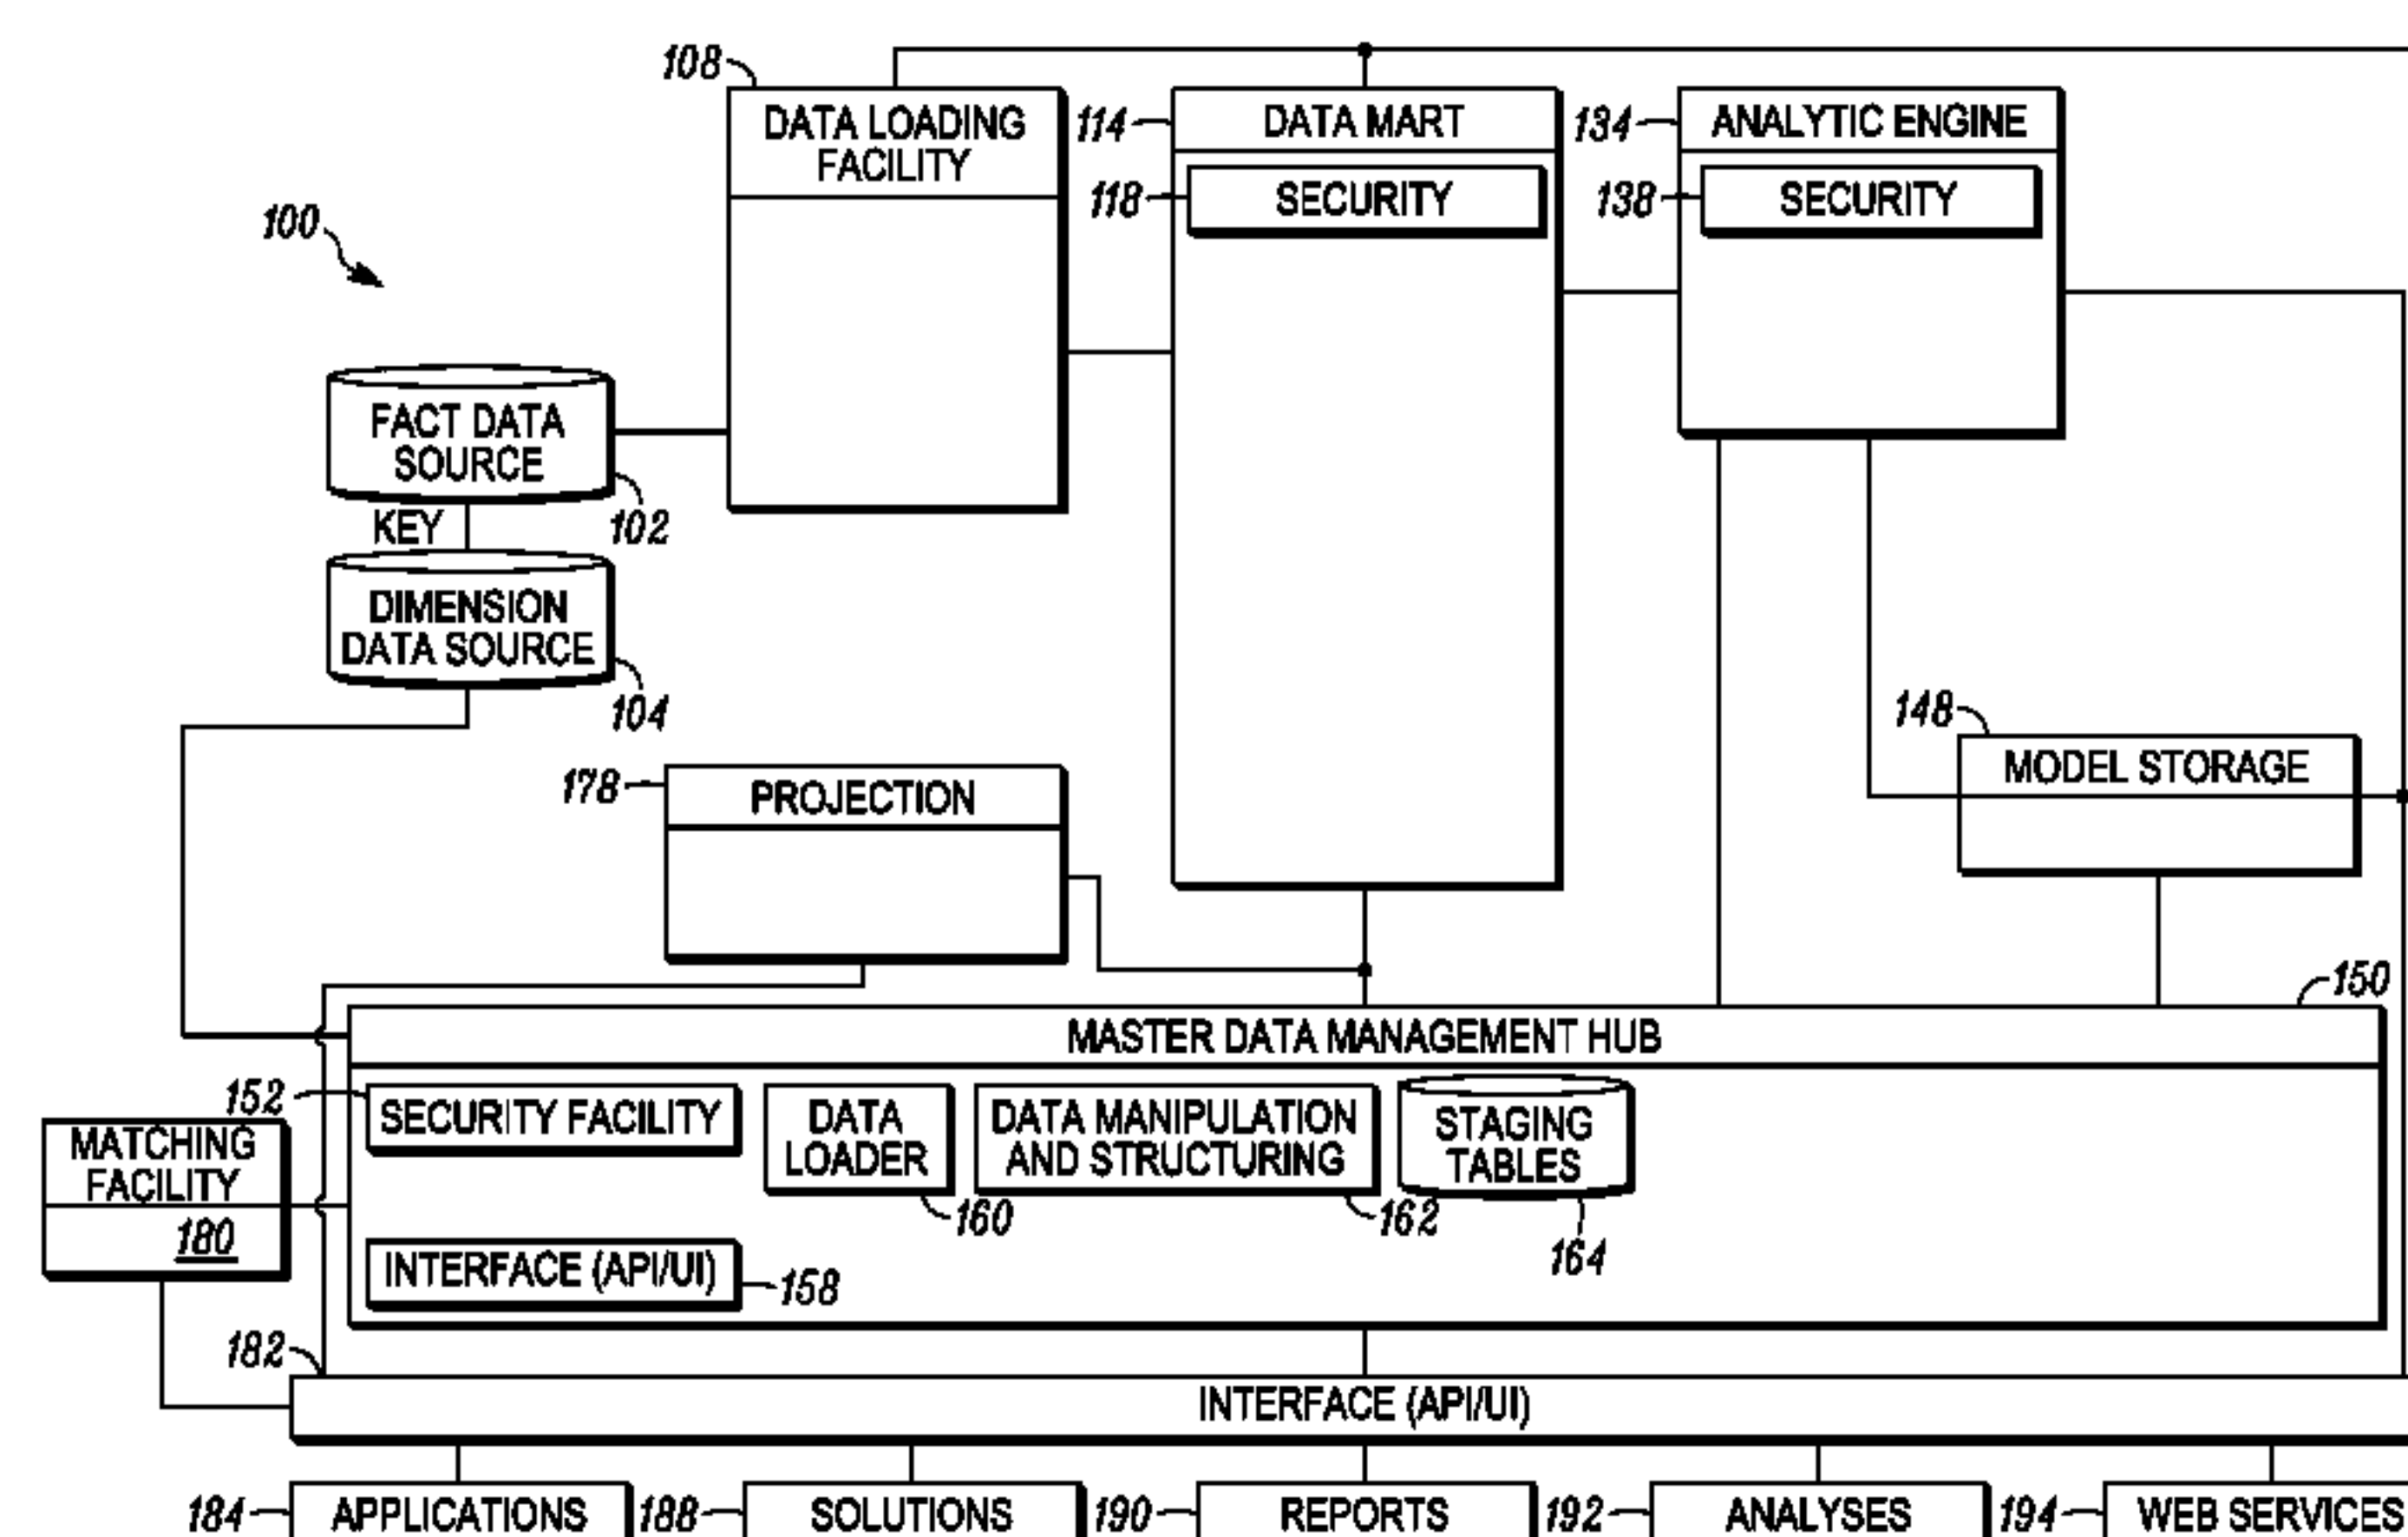 108
DATA LOADING
FACILITY
114
DATA MART
118
SECURITY
134
ANALYTIC ENGINE
138
SECURITY
100
FACT DATA
SOURCE
102
KEY
DIMENSION
DATA SOURCE
104
148
MODEL STORAGE
178
PROJECTION
150
MASTER DATA MANAGEMENT HUB
152
SECURITY FACILITY
DATA
LOADER
160
DATA MANIPULATION
AND STRUCTURING
162
STAGING
TABLES
164
MATCHING
FACILITY
180
INTERFACE (API/UI)
158
182
INTERFACE (API/UI)
184
APPLICATIONS
188
SOLUTIONS
190
REPORTS
192
ANALYSES
194
WEB SERVICES